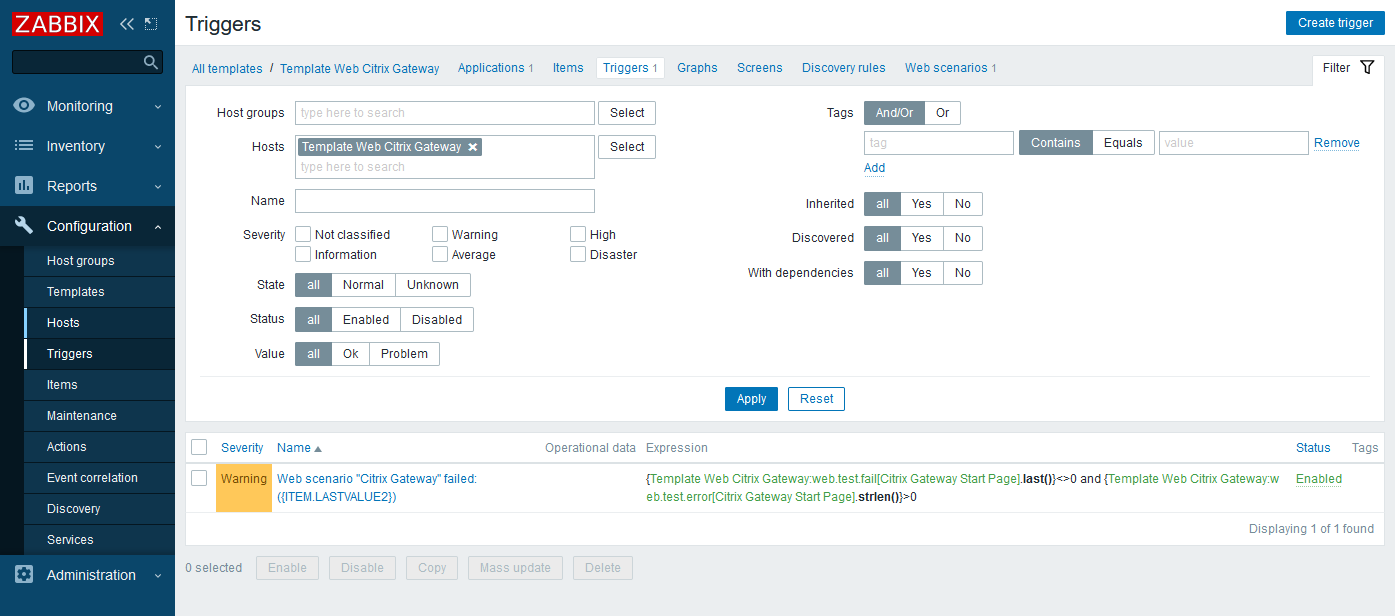 ZABBIX
Monitoring
Inventory
Reports
Configuration
Host groups
Templates
Hosts
Triggers
Items
Maintenance
Actions
Event correlation
Discovery
Services
Administration
Triggers
Create trigger
All templates / Template Web Citrix Gateway Applications 1 Items Triggers 1 Graphs Screens Discovery rules Web scenarios 1
Filter
Host groups type here to search Select
Hosts Template Web Citrix Gateway Select
type here to search
Name
Severity Not classified Warning High
Information Average Disaster
State all Normal Unknown
Status all Enabled Disabled
Value all Ok Problem
Tags And/Or Or
tag Contains Equals value Remove
Add
Inherited all Yes No
Discovered all Yes No
With dependencies all Yes No
Apply Reset
Severity Name Operational data Expression Status Tags
Warning Web scenario "Citrix Gateway" failed: {Template Web Citrix Gateway:web.test.fail[Citrix Gateway Start Page].last()}<>0 and {Template Web Citrix Gateway:w Enabled
({ITEM.LASTVALUE2}) eb.test.error[Citrix Gateway Start Page].strlen()}>0
Displaying 1 of 1 found
0 selected Enable Disable Copy Mass update Delete